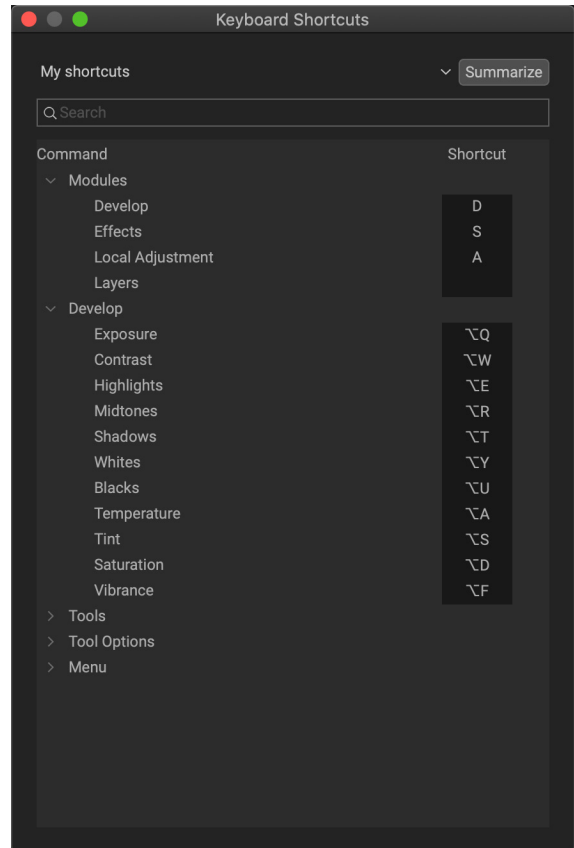 Keyboard Shortcuts
My shortcuts Summarize
Search
Command Shortcut
Modules
Develop D
Effects S
Local Adjustment A
Layers
Develop
Exposure ⌥Q
Contrast ⌥W
Highlights ⌥E
Midtones ⌥R
Shadows ⌥T
Whites ⌥Y
Blacks ⌥U
Temperature ⌥A
Tint ⌥S
Saturation ⌥D
Vibrance ⌥F
Tools
Tool Options
Menu